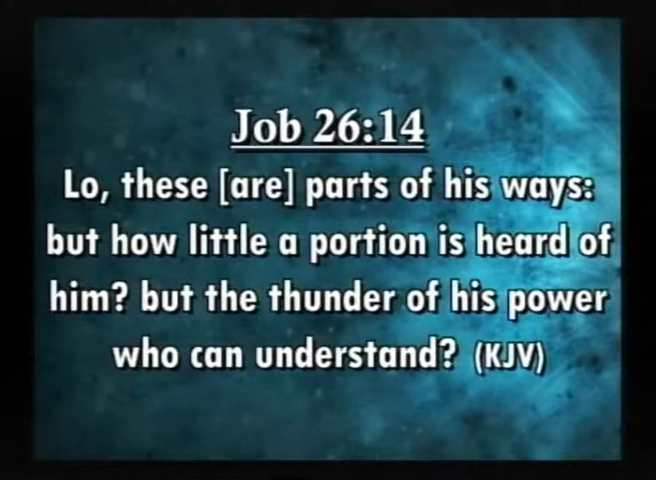 Job 26:14
Lo, these [are] parts of his ways:
but how little a portion is heard of
him? but the thunder of his power
who can understand? (KJV)